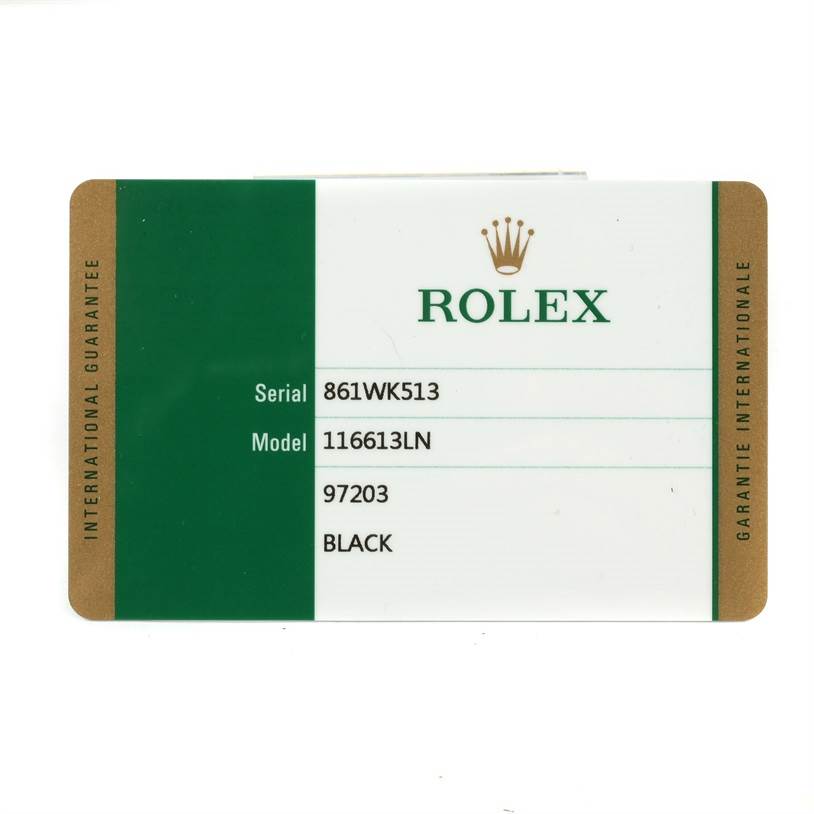 INTERNATIONAL GUARANTEE
ROLEX
Serial 861WK513
Model 116613LN
97203
BLACK
GARANTIE INTERNATIONALE